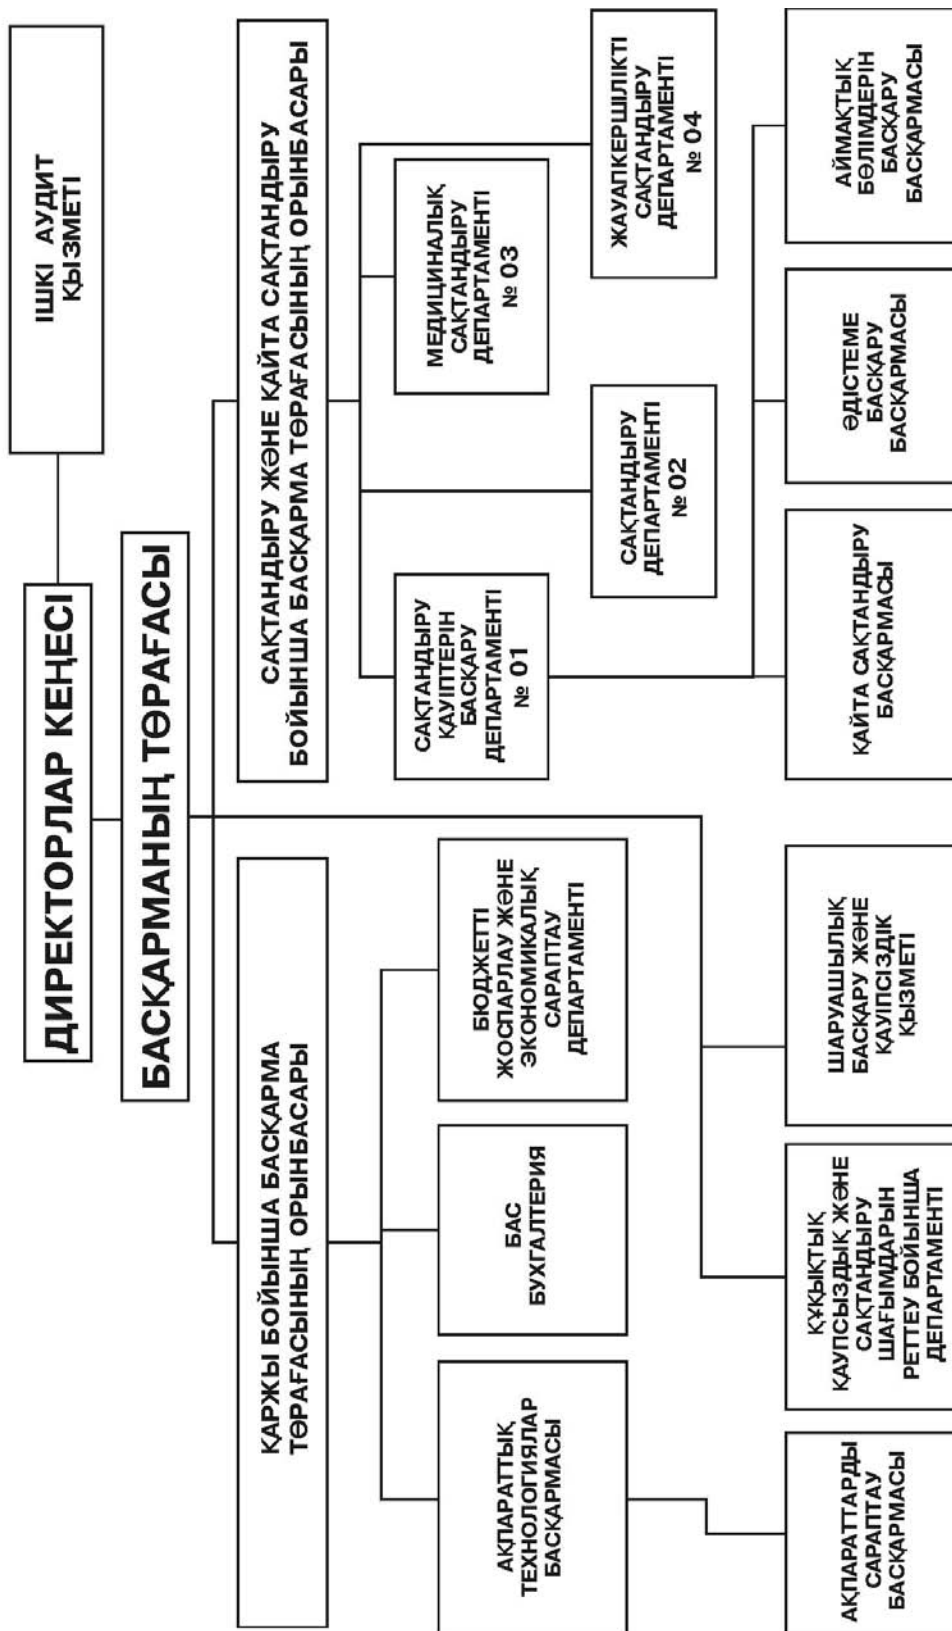 ДИРЕКТОРЛАР КЕҢЕСІ
ІШКІ АУДИТ
ҚЫЗМЕТІ
БАСҚАРМАНЫҢ ТӨРАҒАСЫ
ҚАРЖЫ БОЙЫНША БАСҚАРМА
ТӨРАҒАСЫНЫҢ ОРЫНБАСАРЫ
САҚТАНДЫРУ ЖӘНЕ ҚАЙТА САҚТАНДЫРУ
БОЙЫНША БАСҚАРМА ТӨРАҒАСЫНЫҢ ОРЫНБАСАРЫ
АҚПАРАТТЫҚ
ТЕХНОЛОГИЯЛАР
БАСҚАРМАСЫ
БАС
БУХГАЛТЕРИЯ
БЮДЖЕТТІ
ЖОСПАРЛАУ ЖӘНЕ
ЭКОНОМИКАЛЫҚ
САРАПТАУ
ДЕПАРТАМЕНТІ
САҚТАНДЫРУ
ҚАУІПТЕРІН
БАСҚАРУ
ДЕПАРТАМЕНТІ
№ 01
МЕДИЦИНАЛЫҚ
САҚТАНДЫРУ
ДЕПАРТАМЕНТІ
№ 03
САҚТАНДЫРУ
ДЕПАРТАМЕНТІ
№ 02
ЖАУАПКЕРШІЛІКТІ
САҚТАНДЫРУ
ДЕПАРТАМЕНТІ
№ 04
АҚПАРАТТАРДЫ
САРАПТАУ
БАСҚАРМАСЫ
ҚҰҚЫҚТЫҚ
ҚАУПСЫЗДЫҚ ЖӘНЕ
САҚТАНДЫРУ
ШАҒЫМДАРЫН
РЕТТЕУ БОЙЫНША
ДЕПАРТАМЕНТІ
ШАРУАШЫЛЫҚ
БАСҚАРУ ЖӘНЕ
ҚАУІПСІЗДІК
ҚЫЗМЕТІ
ҚАЙТА САҚТАНДЫРУ
БАСҚАРМАСЫ
ӘДІСТЕМЕ
БАСҚАРУ
БАСҚАРМАСЫ
АЙМАҚТЫҚ
БӨЛІМДЕРІН
БАСҚАРУ
БАСҚАРМАСЫ